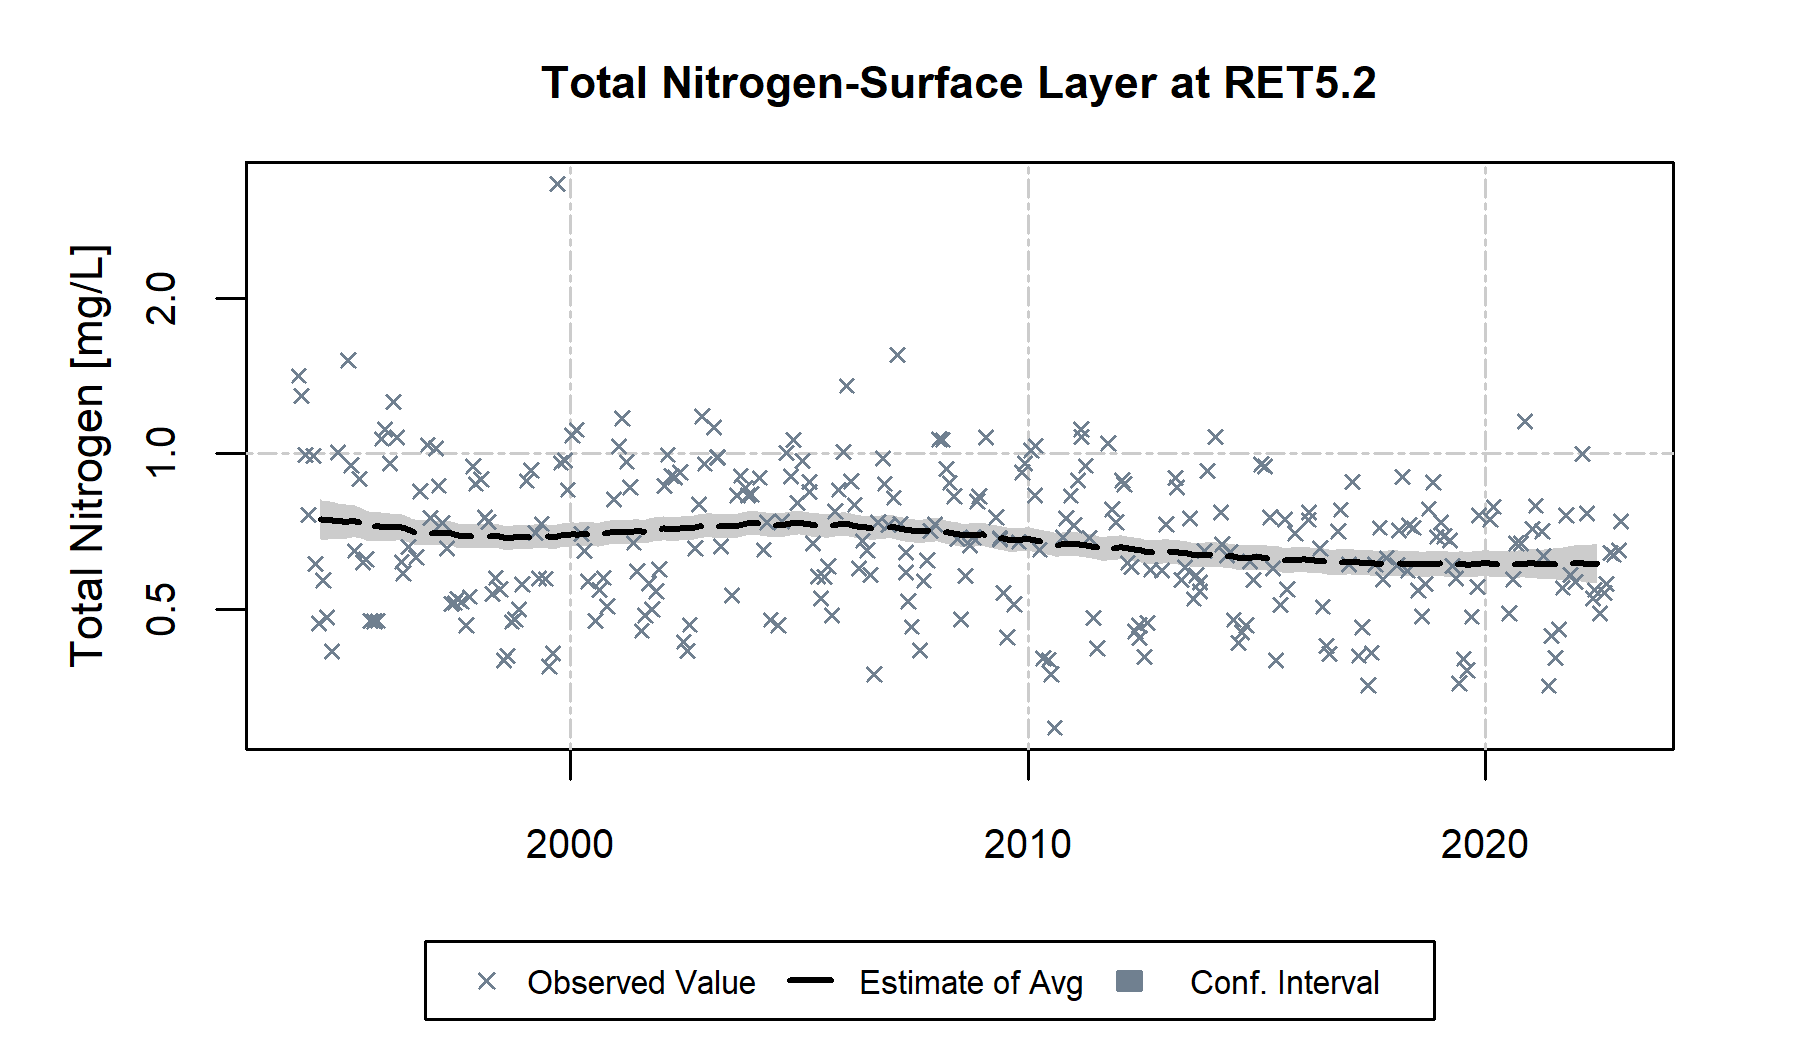 Total Nitrogen-Surface Layer at RET5.2
Total Nitrogen [mg/L]
2.0
1.0
0.5
2000 2010 2020
Observed Value Estimate of Avg Conf. Interval